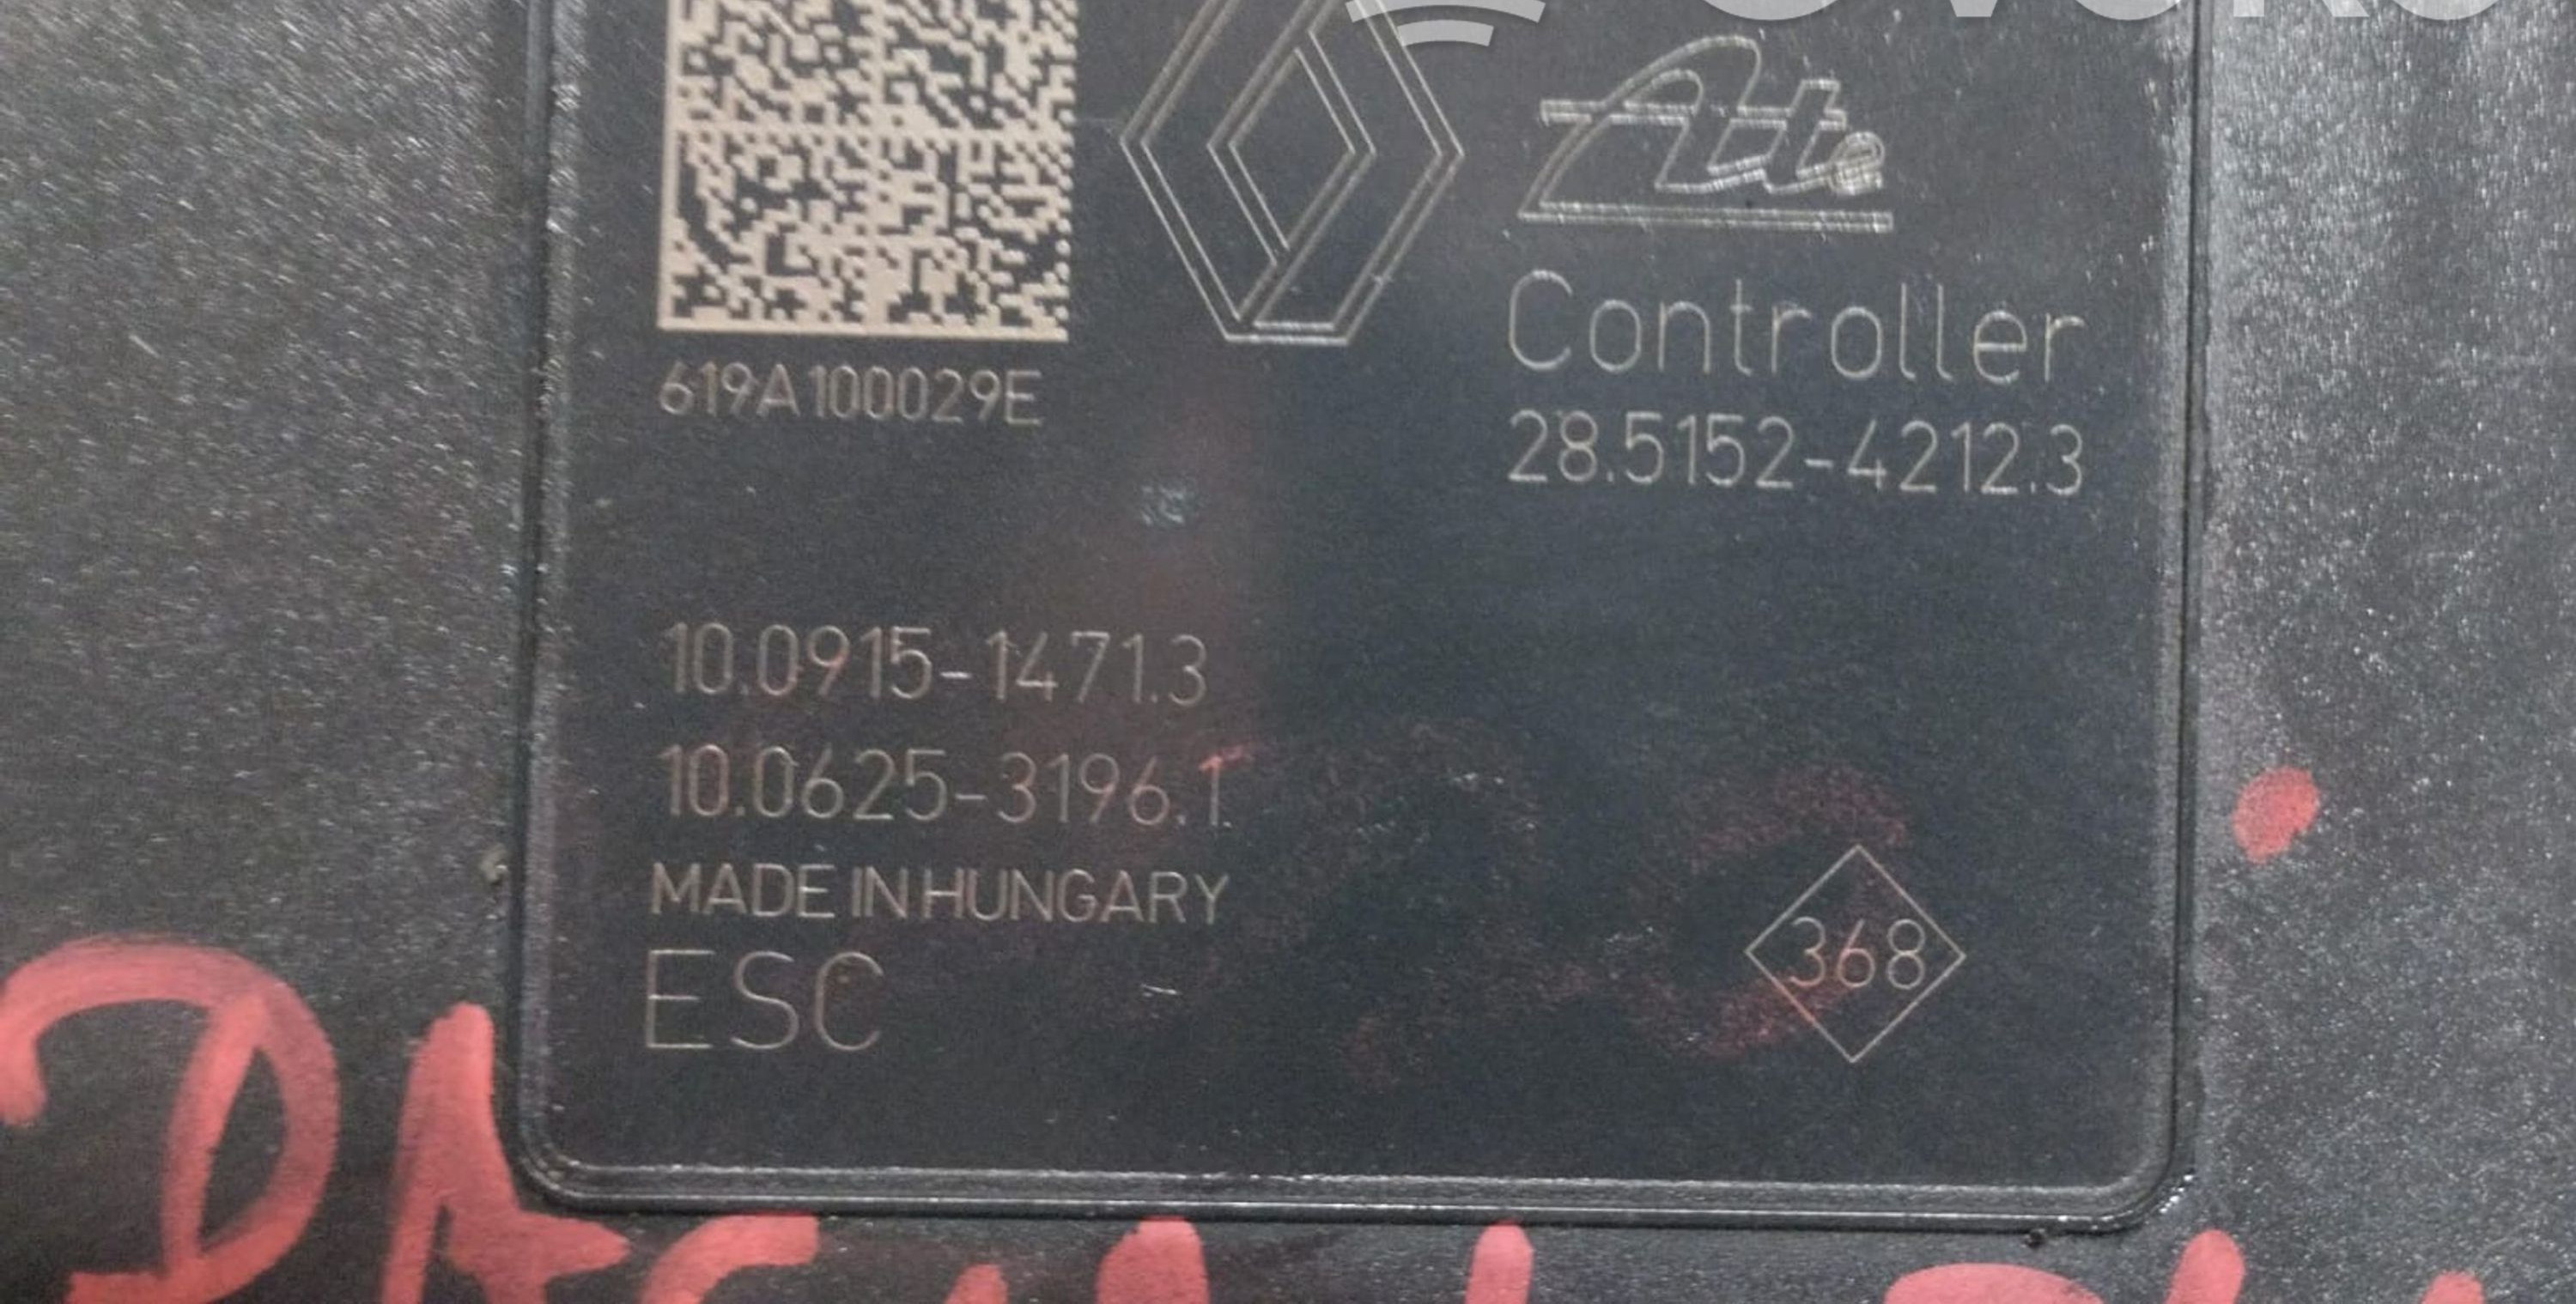 Ate
Controller
619A100029E
28.5152-4212.3
10.0915-1471.3
10.0625-3196.1
MADE IN HUNGARY
ESC
368